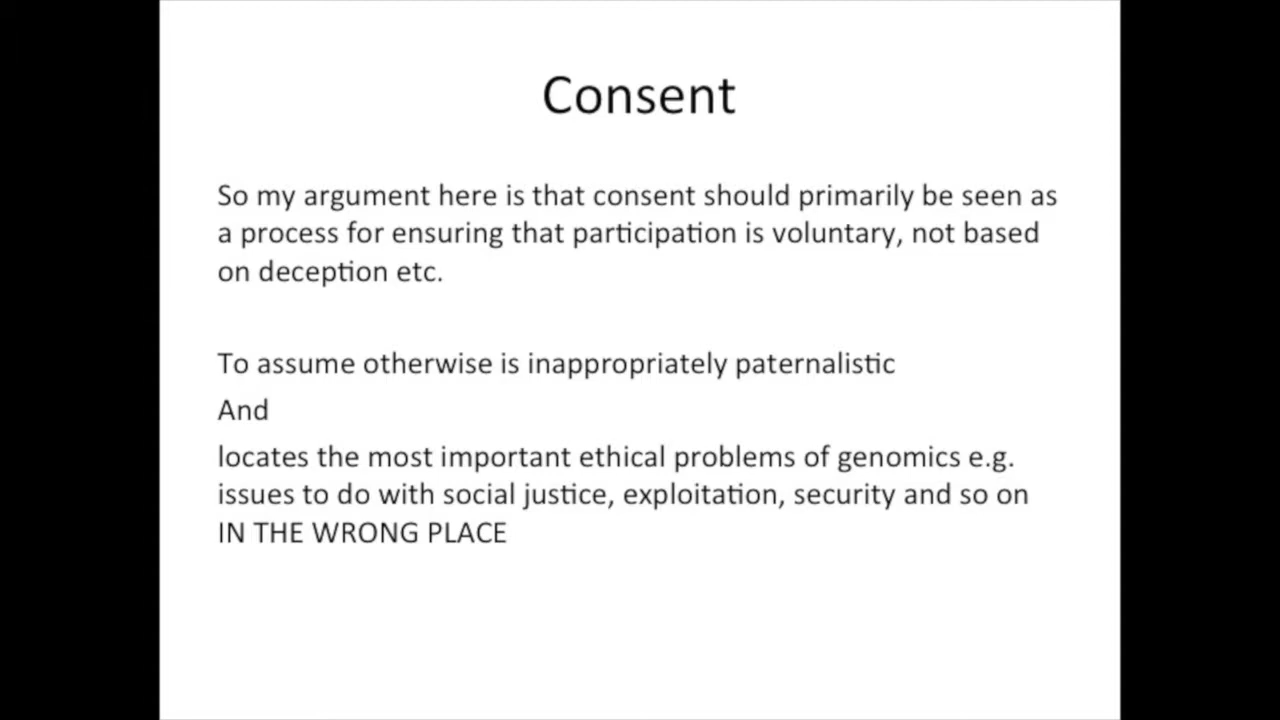 Consent
So my argument here is that consent should primarily be seen as
a process for ensuring that participation is voluntary, not based
on deception etc.
To assume otherwise is inappropriately paternalistic
And
locates the most important ethical problems of genomics e.g.
issues to do with social justice, exploitation, security and so on
IN THE WRONG PLACE